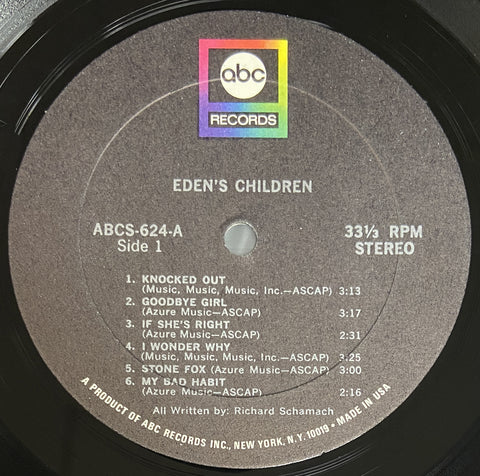 abc
RECORDS
EDEN'S CHILDREN
ABCS-624-A
Side 1
33⅓ RPM
STEREO
1. KNOCKED OUT
(Music, Music, Music, Inc.—ASCAP) 3:13
2. GOODBYE GIRL
(Azure Music—ASCAP) 3:17
3. IF SHE'S RIGHT
(Azure Music—ASCAP) 2:31
4. I WONDER WHY
(Music, Music, Music, Inc.—ASCAP) 3:25
5. STONE FOX (Azure Music—ASCAP) 3:00
6. MY BAD HABIT
(Azure Music—ASCAP) 2:16
All Written by: Richard Schamach
A PRODUCT OF ABC RECORDS INC., NEW YORK, N.Y. 10019 • MADE IN USA